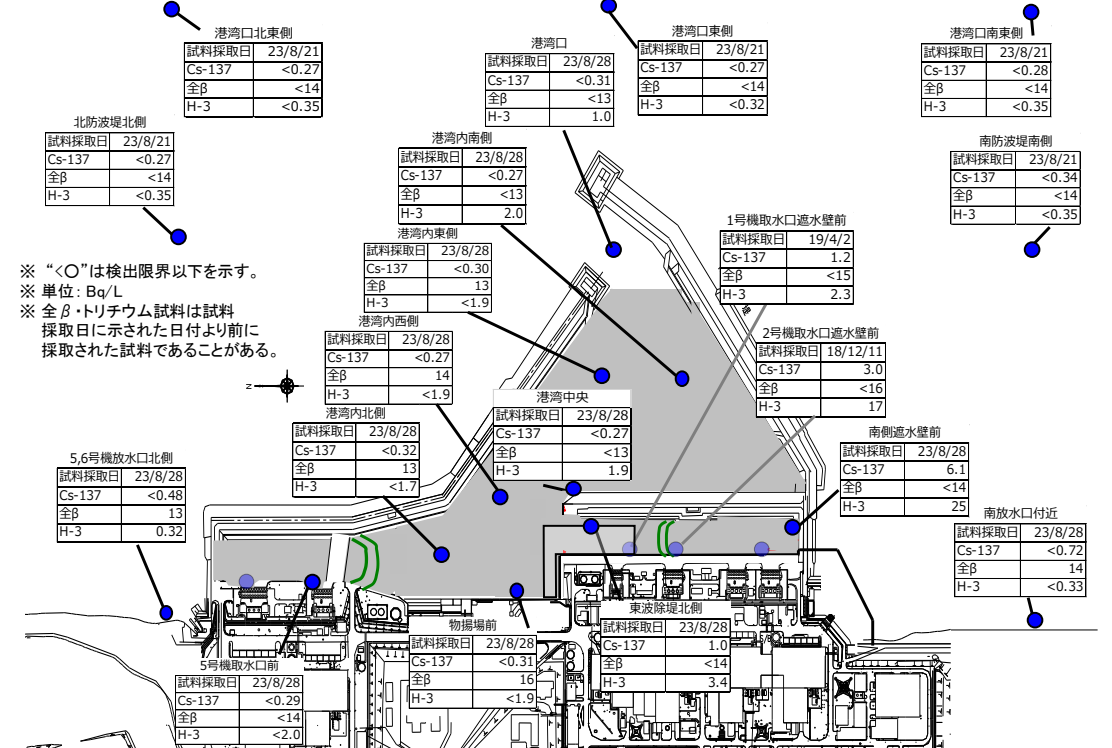 港湾口北東側
試料採取日 23/8/21
Cs-137 <0.27
全β <14
H-3 <0.35
港湾口東側
試料採取日 23/8/21
Cs-137 <0.27
全β <14
H-3 <0.32
港湾口南東側
試料採取日 23/8/21
Cs-137 <0.28
全β <14
H-3 <0.35
港湾口
試料採取日 23/8/28
Cs-137 <0.31
全β <13
H-3 1.0
北防波堤北側
試料採取日 23/8/21
Cs-137 <0.27
全β <14
H-3 <0.35
港湾内南側
試料採取日 23/8/28
Cs-137 <0.27
全β <13
H-3 2.0
南防波堤南側
試料採取日 23/8/21
Cs-137 <0.34
全β <14
H-3 <0.35
港湾内東側
試料採取日 23/8/28
Cs-137 <0.30
全β 13
H-3 <1.9
1号機取水口遮水壁前
試料採取日 19/4/2
Cs-137 1.2
全β <15
H-3 2.3
堤
※ “<〇”は検出限界以下を示す。
※ 単位: Bq/L
※ 全β・トリチウム試料は試料
採取日に示された日付より前に
採取された試料であることがある。
N
港湾内西側
試料採取日 23/8/28
Cs-137 <0.27
全β 14
H-3 <1.9
2号機取水口遮水壁前
試料採取日 18/12/11
Cs-137 3.0
全β <16
H-3 17
港湾中央
試料採取日 23/8/28
Cs-137 <0.27
全β <13
H-3 1.9
港湾内北側
試料採取日 23/8/28
Cs-137 <0.32
全β 13
H-3 <1.7
南側遮水壁前
試料採取日 23/8/28
Cs-137 6.1
全β <14
H-3 25
5,6号機放水口北側
試料採取日 23/8/28
Cs-137 <0.48
全β 13
H-3 0.32
南放水口付近
試料採取日 23/8/28
Cs-137 <0.72
全β 14
H-3 <0.33
東波除堤北側
試料採取日 23/8/28
Cs-137 1.0
全β <14
H-3 3.4
物揚場前
試料採取日 23/8/28
Cs-137 <0.31
全β 16
H-3 <1.9
5号機取水口前
試料採取日 23/8/28
Cs-137 <0.29
全β <14
H-3 <2.0